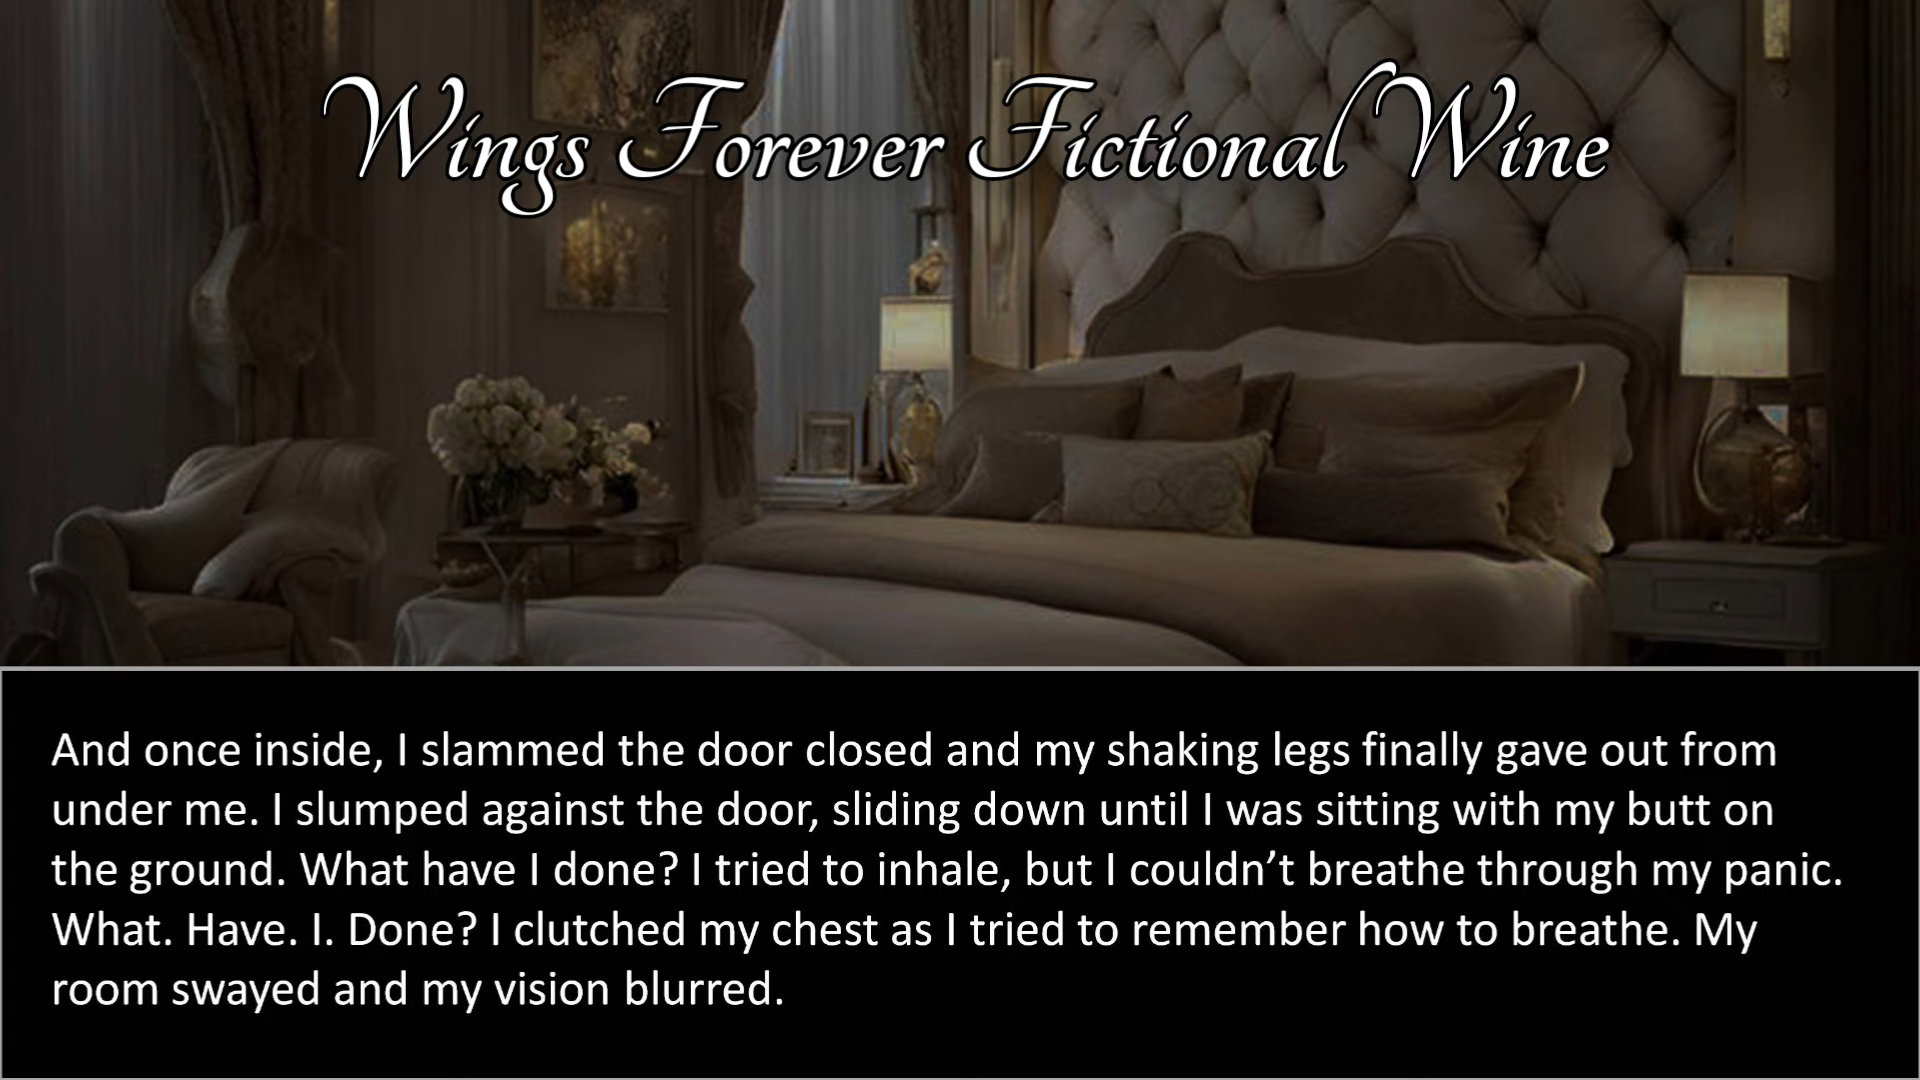 Wings Forever Fictional Wine
And once inside, I slammed the door closed and my shaking legs finally gave out from
under me. I slumped against the door, sliding down until I was sitting with my butt on
the ground. What have I done? I tried to inhale, but I couldn’t breathe through my panic.
What. Have. I. Done? I clutched my chest as I tried to remember how to breathe. My
room swayed and my vision blurred.